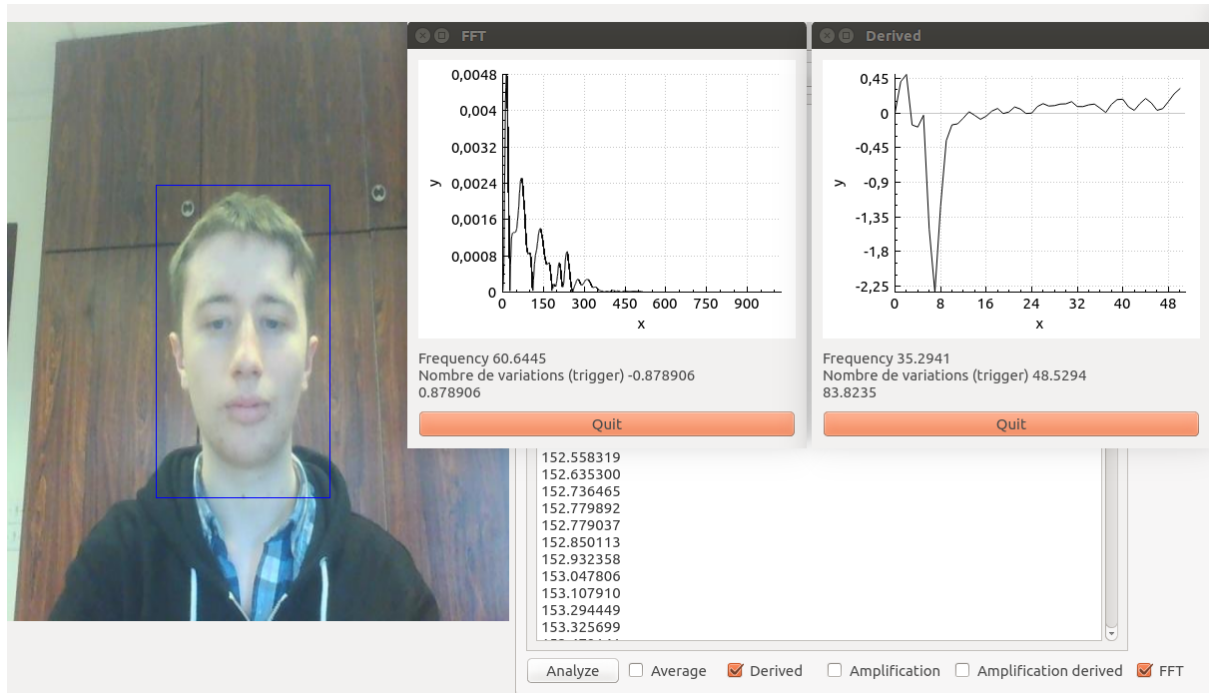 FFT
0,0048
0,004
0,0032
0,0024
0,0016
0,0008
0
y
0 150 300 450 600 750 900
x
Frequency 60.6445
Nombre de variations (trigger) -0.878906
0.878906
Quit
Derived
0,45
0
-0,45
-0,9
-1,35
-1,8
-2,25
y
0 8 16 24 32 40 48
x
Frequency 35.2941
Nombre de variations (trigger) 48.5294
83.8235
Quit
152.558319
152.635300
152.736465
152.779892
152.779037
152.850113
152.932358
153.047806
153.107910
153.294449
153.325699
Analyze Average Derived Amplification Amplification derived FFT